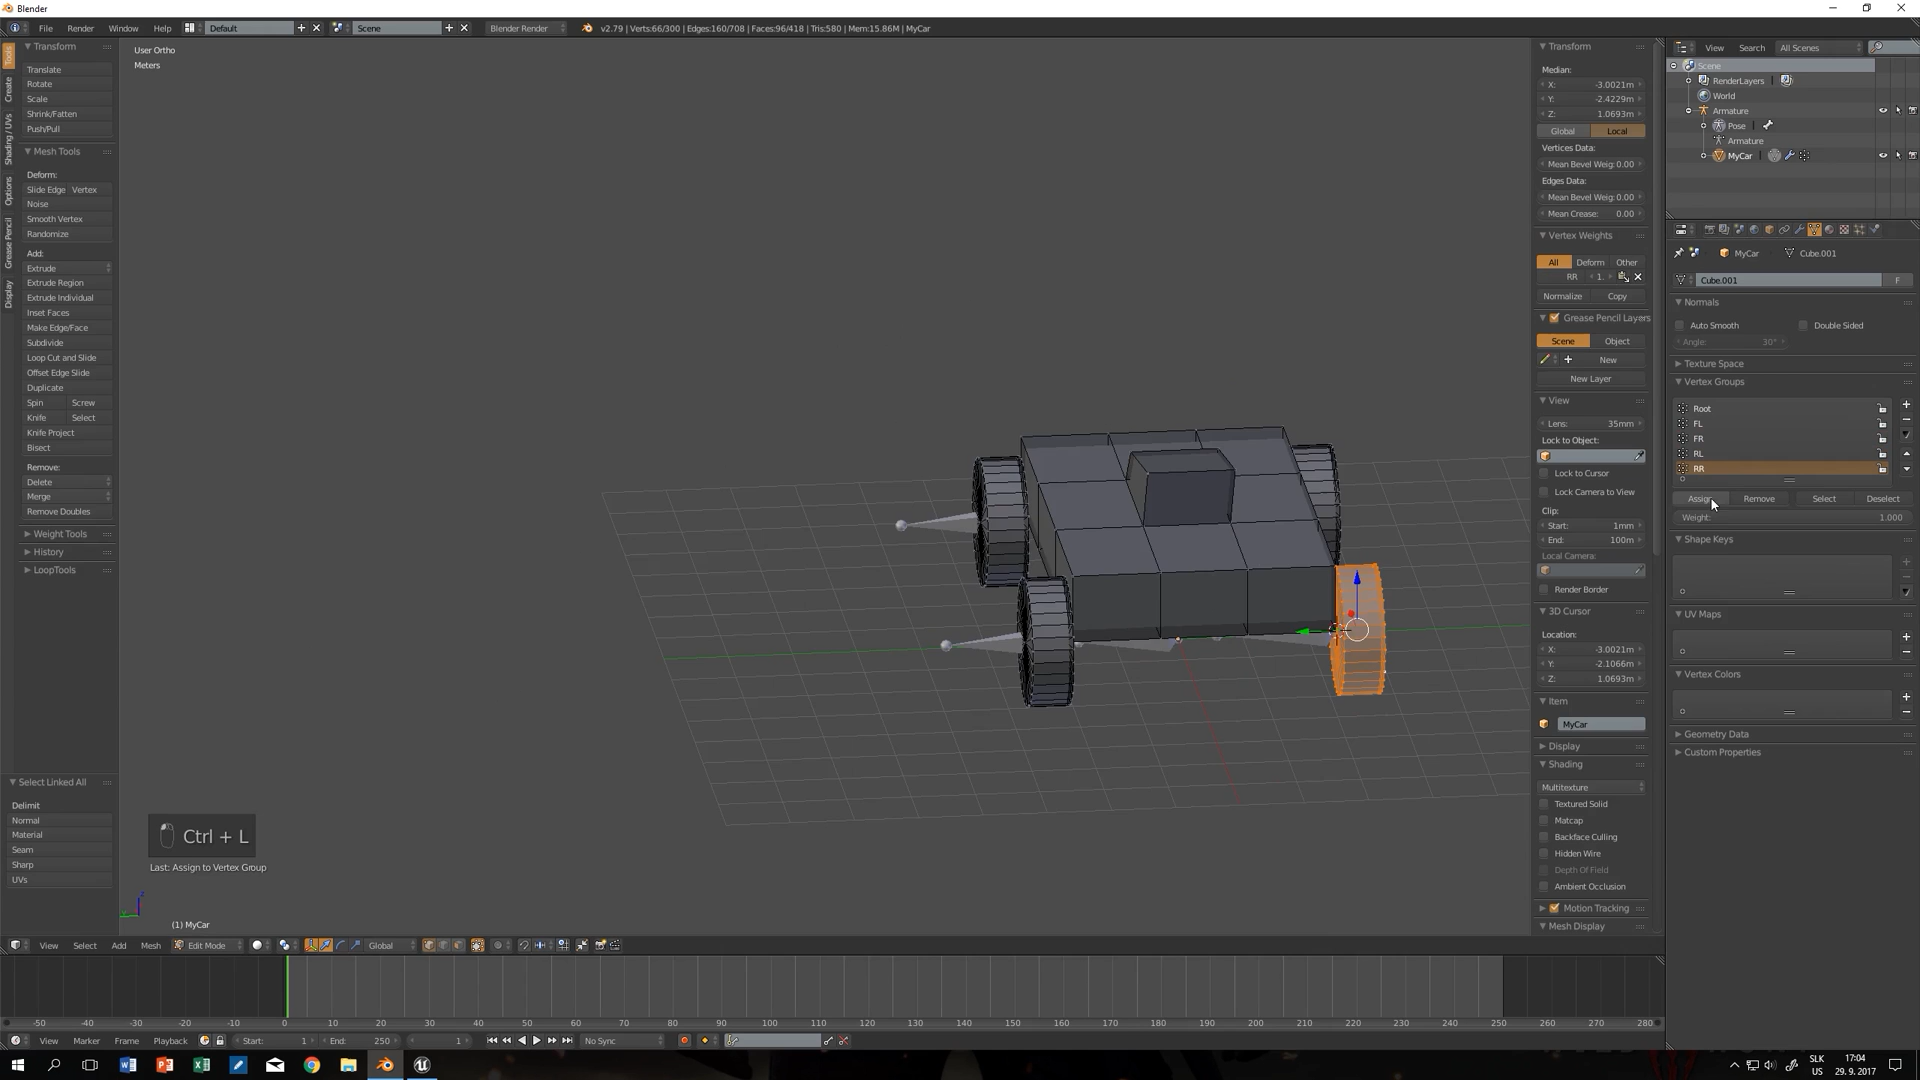 Blender
File Render Window Help Default Scene Blender Render v2.79 | Verts:66/300 | Edges:160/708 | Faces:96/418 | Tris:580 | Mem:15.86M | MyCar
Tools
Create
Shading / UVs
Options
Grease Pencil
Display
Transform
Translate
Rotate
Scale
Shrink/Fatten
Push/Pull
Mesh Tools
Deform:
Slide Edge Vertex
Noise
Smooth Vertex
Randomize
Add:
Extrude
Extrude Region
Extrude Individual
Inset Faces
Make Edge/Face
Subdivide
Loop Cut and Slide
Offset Edge Slide
Duplicate
Spin Screw
Knife Select
Knife Project
Bisect
Remove:
Delete
Merge
Remove Doubles
Weight Tools
History
LoopTools
Select Linked All
Delimit
Normal
Material
Seam
Sharp
UVs
User Ortho
Meters
Ctrl + L
Last: Assign to Vertex Group
(1) MyCar
Transform
Median:
X: -3.0021m
Y: -2.4229m
Z: 1.0693m
Global Local
Vertices Data:
Mean Bevel Weig: 0.00
Edges Data:
Mean Bevel Weig: 0.00
Mean Crease: 0.00
Vertex Weights
All Deform Other
RR 1.
Normalize Copy
Grease Pencil Layers
Scene Object
New
New Layer
View
Lens: 35mm
Lock to Object:
Lock to Cursor
Lock Camera to View
Clip:
Start: 1mm
End: 100m
Local Camera:
Render Border
3D Cursor
Location:
X: -3.0021m
Y: -2.1066m
Z: 1.0693m
Item
MyCar
Display
Shading
Multitexture
Textured Solid
Matcap
Backface Culling
Hidden Wire
Depth Of Field
Ambient Occlusion
Motion Tracking
Mesh Display
View Search All Scenes
Scene
RenderLayers
World
Armature
Pose
Armature
MyCar
MyCar Cube.001
Cube.001 F
Normals
Auto Smooth Double Sided
Angle: 30°
Texture Space
Vertex Groups
Root
FL
FR
RL
RR
Assign Remove Select Deselect
Weight: 1.000
Shape Keys
UV Maps
Vertex Colors
Geometry Data
Custom Properties
View Select Add Mesh Edit Mode Global
-50 -40 -30 -20 -10 0 10 20 30 40 50 60 70 80 90 100 110 120 130 140 150 160 170 180 190 200 210 220 230 240 250 260 270 280
View Marker Frame Playback Start: 1 End: 250 1 No Sync
SLK
US
17:04
29. 9. 2017